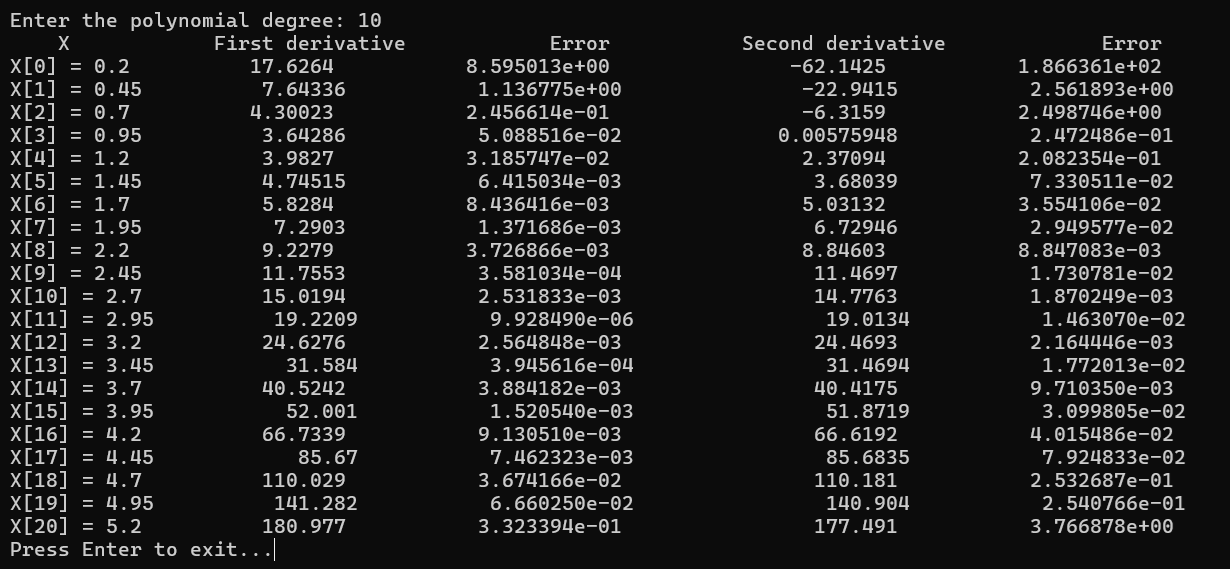 Enter the polynomial degree: 10
X First derivative Error Second derivative Error
X[0] = 0.2 17.6264 8.595013e+00 -62.1425 1.866361e+02
X[1] = 0.45 7.64336 1.136775e+00 -22.9415 2.561893e+00
X[2] = 0.7 4.30023 2.456614e-01 -6.3159 2.498746e+00
X[3] = 0.95 3.64286 5.088516e-02 0.00575948 2.472486e-01
X[4] = 1.2 3.9827 3.185747e-02 2.37094 2.082354e-01
X[5] = 1.45 4.74515 6.415034e-03 3.68039 7.330511e-02
X[6] = 1.7 5.8284 8.436416e-03 5.03132 3.554106e-02
X[7] = 1.95 7.2903 1.371686e-03 6.72946 2.949577e-02
X[8] = 2.2 9.2279 3.726866e-03 8.84603 8.847083e-03
X[9] = 2.45 11.7553 3.581034e-04 11.4697 1.730781e-02
X[10] = 2.7 15.0194 2.531833e-03 14.7763 1.870249e-03
X[11] = 2.95 19.2209 9.928490e-06 19.0134 1.463070e-02
X[12] = 3.2 24.6276 2.564848e-03 24.4693 2.164446e-03
X[13] = 3.45 31.584 3.945616e-04 31.4694 1.772013e-02
X[14] = 3.7 40.5242 3.884182e-03 40.4175 9.710350e-03
X[15] = 3.95 52.001 1.520540e-03 51.8719 3.099805e-02
X[16] = 4.2 66.7339 9.130510e-03 66.6192 4.015486e-02
X[17] = 4.45 85.67 7.462323e-03 85.6835 7.924833e-02
X[18] = 4.7 110.029 3.674166e-02 110.181 2.532687e-01
X[19] = 4.95 141.282 6.660250e-02 140.904 2.540766e-01
X[20] = 5.2 180.977 3.323394e-01 177.491 3.766878e+00
Press Enter to exit...